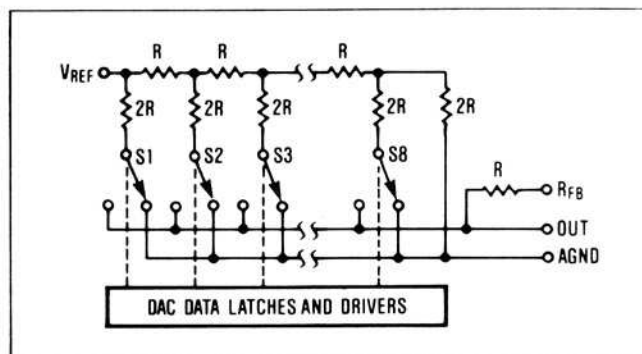 R R R
VREF
2R 2R 2R 2R 2R
S1 S2 S3 S8
R
RFB
OUT
AGND
DAC DATA LATCHES AND DRIVERS